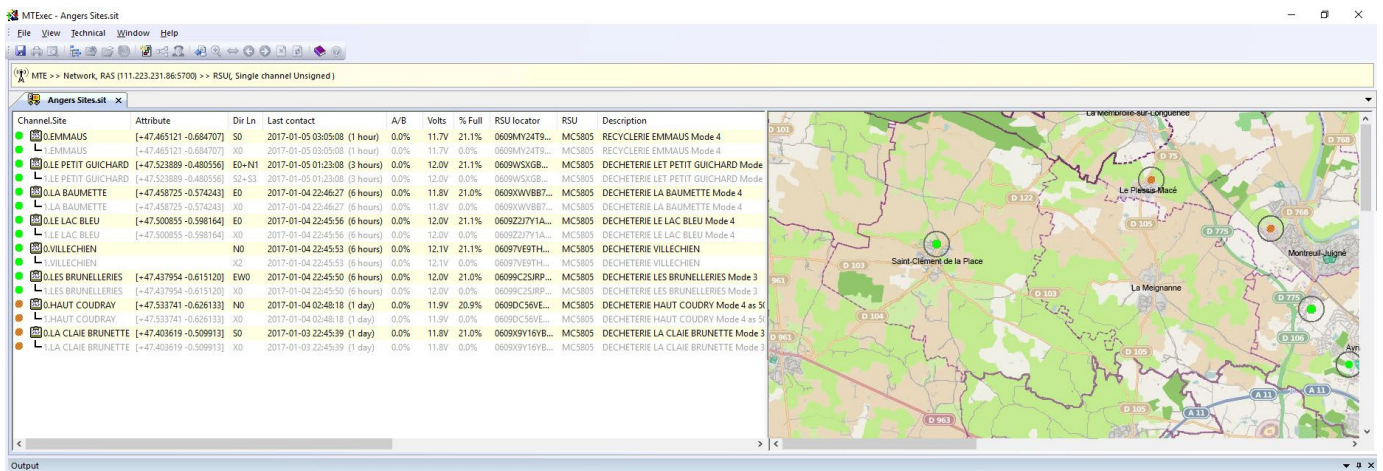 MTExec - Angers Sites.sit
File View Technical Window Help
MTE >> Network, RAS (111.223.231.86:5700) >> RSU(, Single channel Unsigned )
Angers Sites.sit x
Channel.Site Attribute Dir Ln Last contact A/B Volts % Full RSU locator RSU Description
0.EMMAUS [+47.465121 -0.684707] S0 2017-01-05 03:05:08 (1 hour) 0.0% 11.7V 21.1% 0609MY24T9... MC5805 RECYCLERIE EMMAUS Mode 4
1.EMMAUS [+47.465121 -0.684707] X0 2017-01-05 03:05:08 (1 hour) 0.0% 11.7V 0.0% 0609MY24T9... MC5805 RECYCLERIE EMMAUS Mode 4
0.LE PETIT GUICHARD [+47.523889 -0.480556] E0+N1 2017-01-05 01:23:08 (3 hours) 0.0% 12.0V 21.1% 0609WSXGB... MC5805 DECHETERIE LET PETIT GUICHARD Mode
1.LE PETIT GUICHARD [+47.523889 -0.480556] S2+S3 2017-01-05 01:23:08 (3 hours) 0.0% 12.0V 0.0% 0609WSXGB... MC5805 DECHETERIE LET PETIT GUICHARD Mode
0.LA BAUMETTE [+47.458725 -0.574243] E0 2017-01-04 22:46:27 (6 hours) 0.0% 11.8V 21.0% 0609XWVBB7... MC5805 DECHETERIE LA BAUMETTE Mode 4
1.LA BAUMETTE [+47.458725 -0.574243] X0 2017-01-04 22:46:27 (6 hours) 0.0% 11.8V 0.0% 0609XWVBB7... MC5805 DECHETERIE LA BAUMETTE Mode 4
0.LE LAC BLEU [+47.500855 -0.598164] E0 2017-01-04 22:45:56 (6 hours) 0.0% 12.0V 21.1% 0609Z2J7Y1A... MC5805 DECHETERIE LE LAC BLEU Mode 4
1.LE LAC BLEU [+47.500855 -0.598164] X0 2017-01-04 22:45:56 (6 hours) 0.0% 12.0V 0.0% 0609Z2J7Y1A... MC5805 DECHETERIE LE LAC BLEU Mode 4
0.VILLECHIEN N0 2017-01-04 22:45:53 (6 hours) 0.0% 12.1V 21.1% 06097VE9TH... MC5805 DECHETERIE VILLECHIEN
1.VILLECHIEN X2 2017-01-04 22:45:53 (6 hours) 0.0% 12.1V 0.0% 06097VE9TH... MC5805 DECHETERIE VILLECHIEN
0.LES BRUNELLERIES [+47.437954 -0.615120] EW0 2017-01-04 22:45:50 (6 hours) 0.0% 12.0V 21.0% 06099C2SJRP... MC5805 DECHETERIE LES BRUNELLERIES Mode 3
1.LES BRUNELLERIES [+47.437954 -0.615120] X0 2017-01-04 22:45:50 (6 hours) 0.0% 12.0V 0.0% 06099C2SJRP... MC5805 DECHETERIE LES BRUNELLERIES Mode 3
0.HAUT COUDRAY [+47.533741 -0.626133] N0 2017-01-04 02:48:18 (1 day) 0.0% 11.9V 20.9% 0609DC56VE... MC5805 DECHETERIE HAUT COUDRY Mode 4 as 50
1.HAUT COUDRAY [+47.533741 -0.626133] X0 2017-01-04 02:48:18 (1 day) 0.0% 11.9V 0.0% 0609DC56VE... MC5805 DECHETERIE HAUT COUDRY Mode 4 as 50
0.LA CLAIE BRUNETTE [+47.403619 -0.509913] S0 2017-01-03 22:45:39 (1 day) 0.0% 11.8V 21.0% 0609X9Y16YB... MC5805 DECHETERIE LA CLAIE BRUNETTE Mode 3
1.LA CLAIE BRUNETTE [+47.403619 -0.509913] X0 2017-01-03 22:45:39 (1 day) 0.0% 11.8V 0.0% 0609X9Y16YB... MC5805 DECHETERIE LA CLAIE BRUNETTE Mode 3
La Membrolle-sur-Longuenée
D 101
D 768
D 75
Le Plessis-Macé
D 122
D 768
D 105
D 775
Montreuil-Juigné
Saint-Clément de la Place
D 103
961
La Meignanne
D 103
D 775
D 104
D 106
D 961
D 105
Avri
A 11
A 11
D 105
A 11
D 963
Output